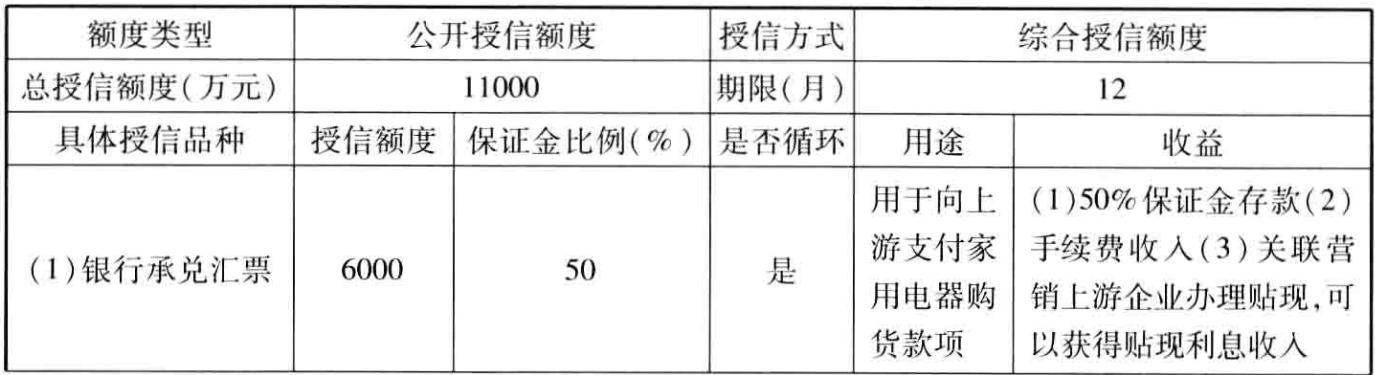 额度类型 公开授信额度 授信方式 综合授信额度
总授信额度(万元) 11000 期限(月) 12
具体授信品种 授信额度 保证金比例(%) 是否循环 用途 收益
(1)银行承兑汇票 6000 50 是
用于向上
游支付家
用电器购
货款项
(1)50%保证金存款(2)
手续费收入(3)关联营
销上游企业办理贴现,可
以获得贴现利息收入